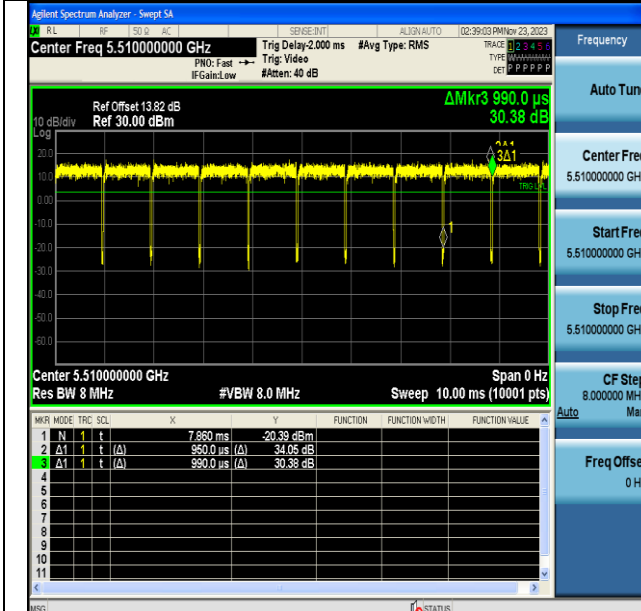 Agilent Spectrum Analyzer - Swept SA
RL RF 50 Ω AC SENSE:INT ALIGN AUTO 02:39:03 PM Nov 23, 2023
Center Freq 5.510000000 GHz
PNO: Fast
IFGain:Low
Trig Delay-2.000 ms
Trig: Video
#Atten: 40 dB
#Avg Type: RMS
TRACE 1 2 3 4 5 6
TYPE
DET P P P P P P
Frequency
Auto Tun
Ref Offset 13.82 dB
10 dB/div Ref 30.00 dBm
Log
ΔMkr3 990.0 µs
30.38 dB
20.0
10.0
0.00
-10.0
-20.0
-30.0
-40.0
-50.0
-60.0
3Δ1
TRIG LVL
1
Center Fre
5.510000000 GH
Start Fre
5.510000000 GH
Stop Fre
5.510000000 GH
CF Ste
8.000000 MH
Auto Ma
Freq Offse
0 H
Center 5.510000000 GHz Span 0 Hz
Res BW 8 MHz #VBW 8.0 MHz Sweep 10.00 ms (10001 pts)
MKR MODE TRC SCL X Y FUNCTION FUNCTION WIDTH FUNCTION VALUE
1 N 1 t 7.860 ms -20.39 dBm
2 Δ1 1 t (Δ) 950.0 µs (Δ) 34.05 dB
3 Δ1 1 t (Δ) 990.0 µs (Δ) 30.38 dB
4
5
6
7
8
9
10
11
MSG STATUS